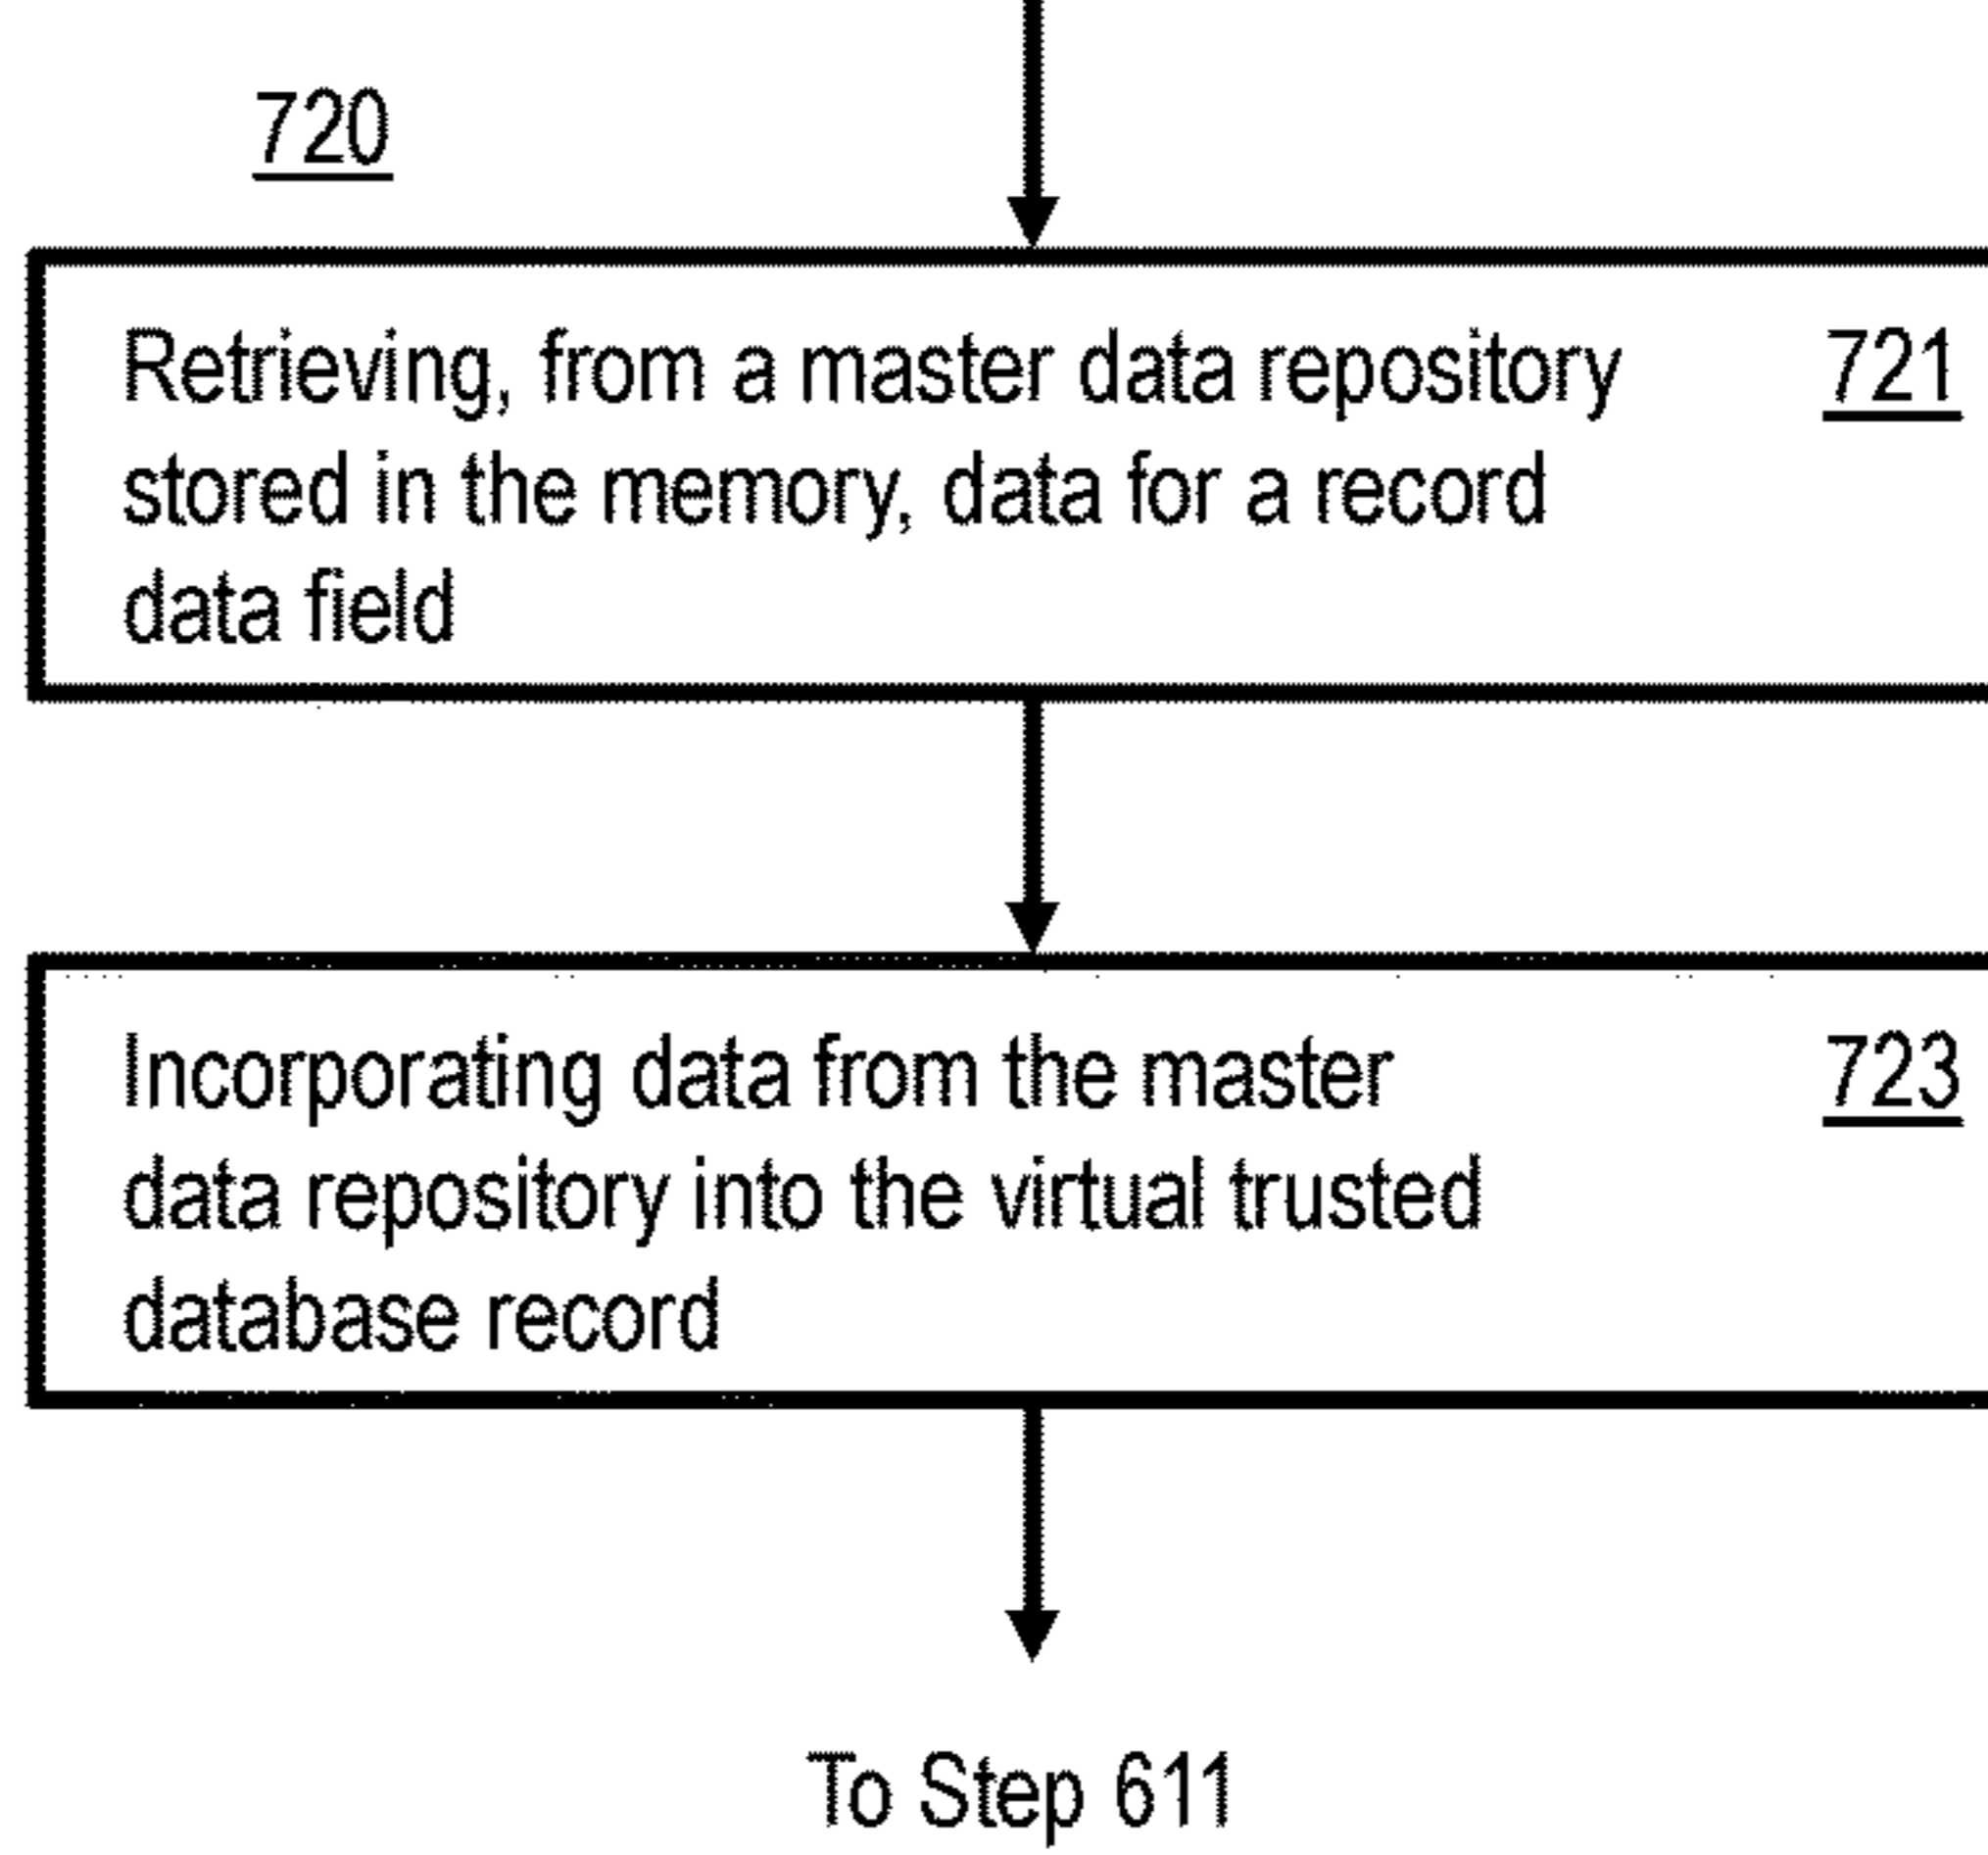 720
Retrieving, from a master data repository 721
stored in the memory, data for a record
data field
Incorporating data from the master 723
data repository into the virtual trusted
database record
To Step 611